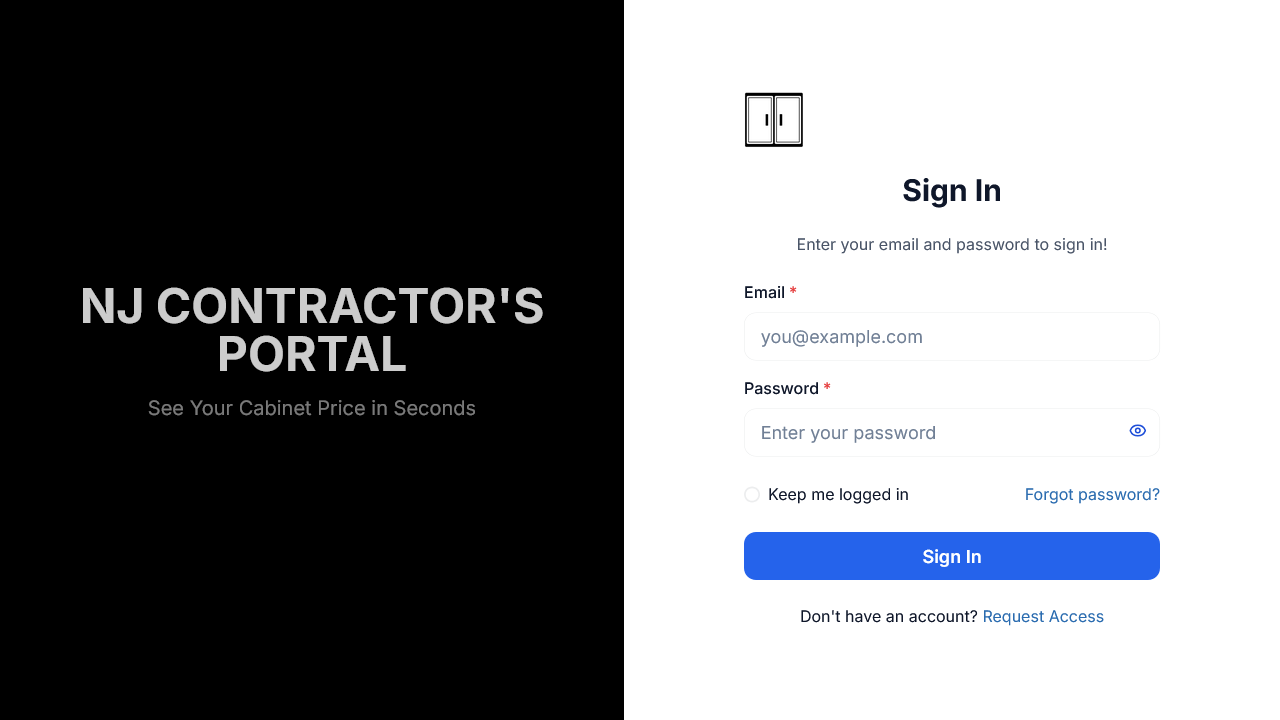 NJ CONTRACTOR'S
PORTAL
See Your Cabinet Price in Seconds
Sign In
Enter your email and password to sign in!
Email *
you@example.com
Password *
Enter your password
Keep me logged in
Forgot password?
Sign In
Don't have an account? Request Access